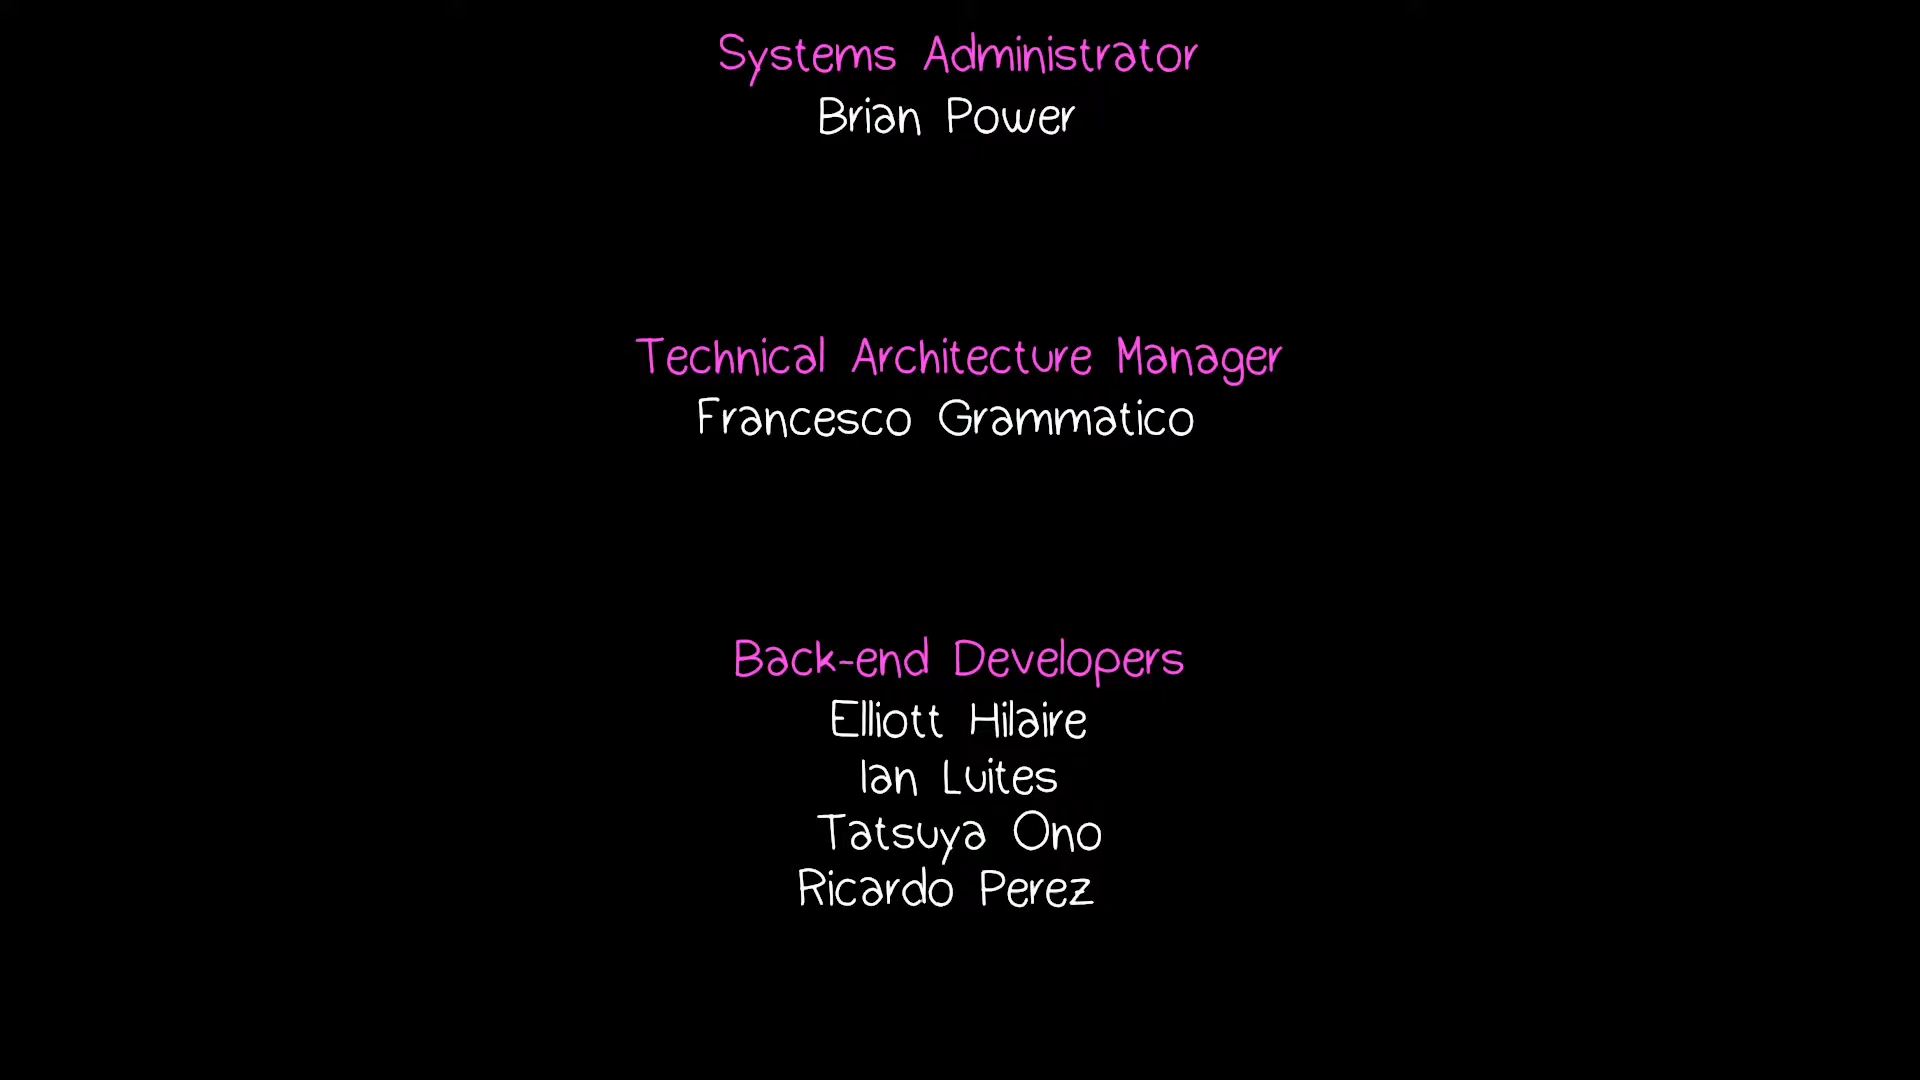 Systems Administrator
Brian Power
Technical Architecture Manager
Francesco Grammatico
Back-end Developers
Elliott Hilaire
Ian Luites
Tatsuya Ono
Ricardo Perez